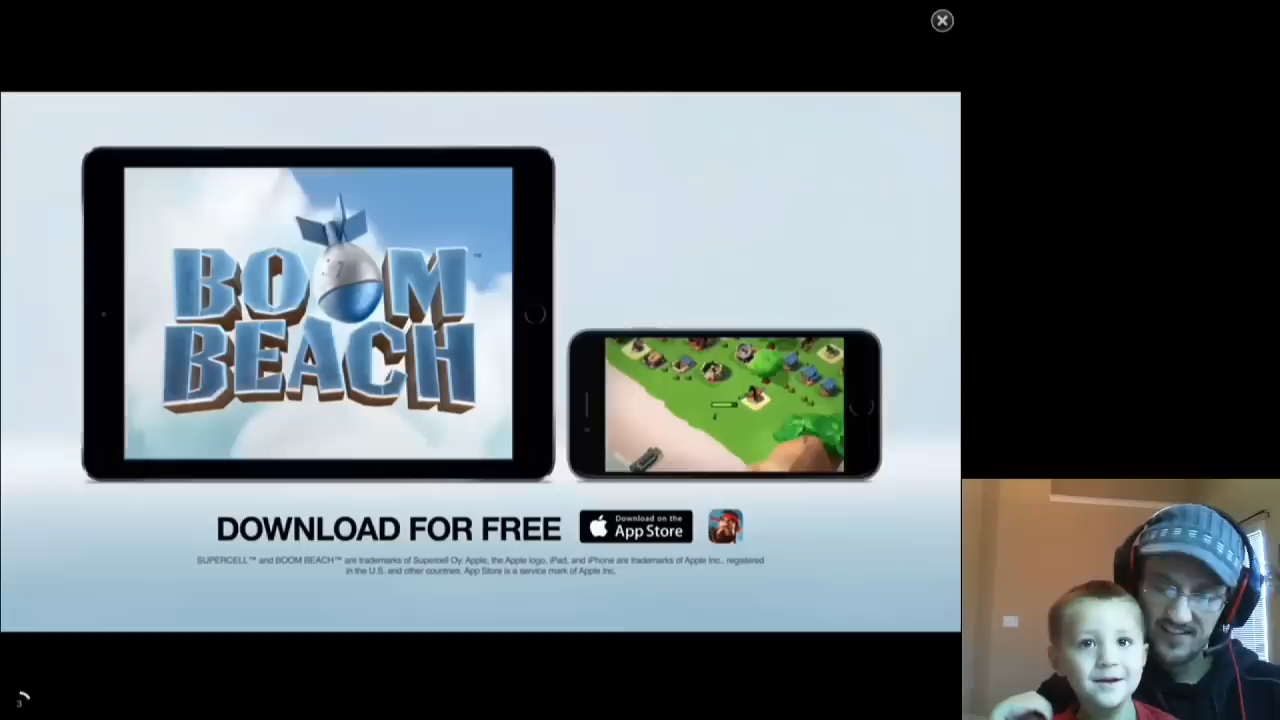 BOOM
BEACH™
DOWNLOAD FOR FREE
Download on the
App Store
SUPERCELL™ and BOOM BEACH™ are trademarks of Supercell Oy. Apple, the Apple logo, iPad, and iPhone are trademarks of Apple Inc., registered
in the U.S. and other countries. App Store is a service mark of Apple Inc.
3